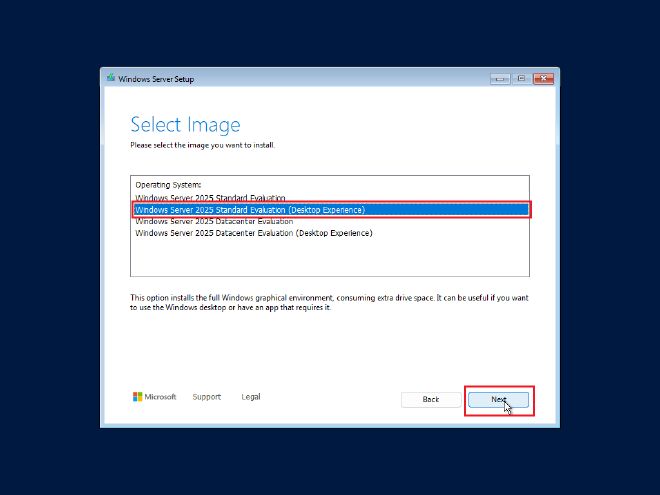 Windows Server Setup
Select Image
Please select the image you want to install.
Operating System:
Windows Server 2025 Standard Evaluation
Windows Server 2025 Standard Evaluation (Desktop Experience)
Windows Server 2025 Datacenter Evaluation
Windows Server 2025 Datacenter Evaluation (Desktop Experience)
This option installs the full Windows graphical environment, consuming extra drive space. It can be useful if you want
to use the Windows desktop or have an app that requires it.
Microsoft Support Legal Back Next